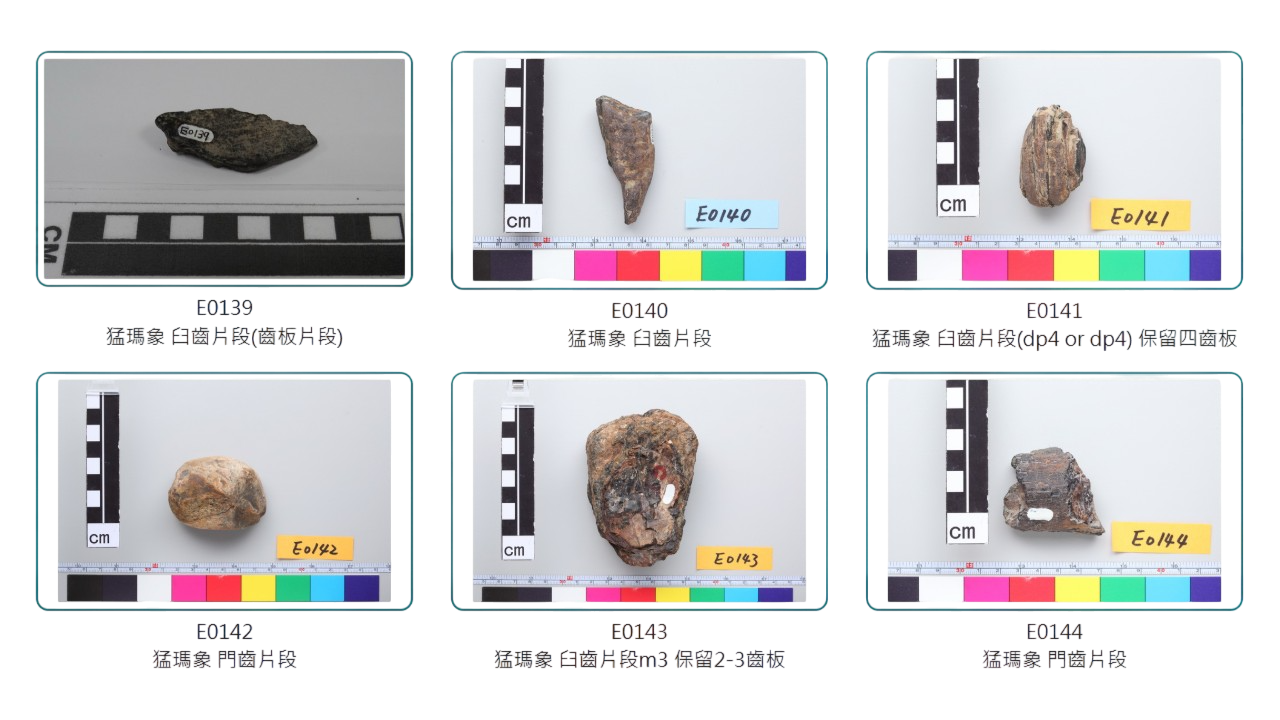 E0139
CM
E0139
猛瑪象 臼齒片段(齒板片段)
E0140
cm
E0140
猛瑪象 臼齒片段
E0141
cm
E0141
猛瑪象 臼齒片段(dp4 or dp4) 保留四齒板
E0142
cm
E0142
猛瑪象 門齒片段
E0143
cm
E0143
猛瑪象 臼齒片段m3 保留2-3齒板
E0144
cm
E0144
猛瑪象 門齒片段